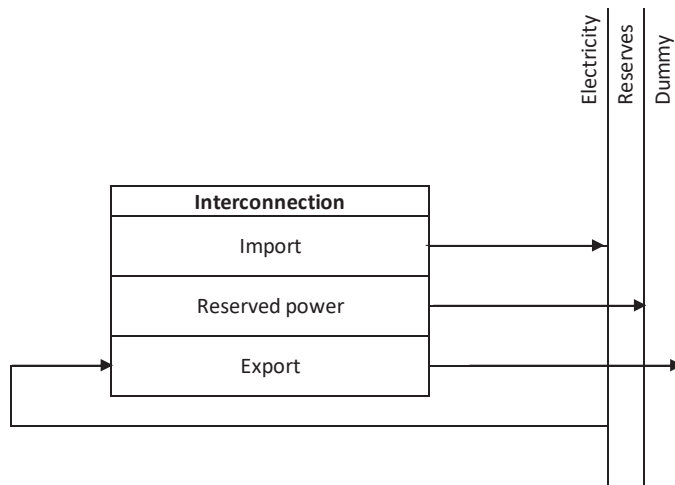 Electricity
Reserves
Dummy
Interconnection
Import
Reserved power
Export